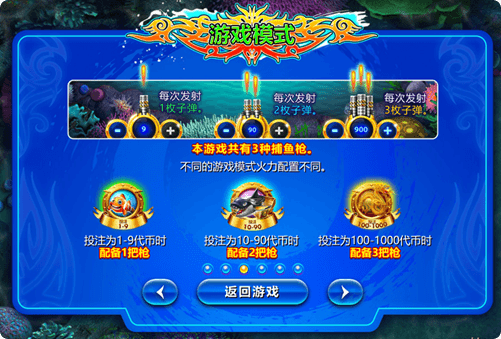 游戏模式
每次发射 每次发射 每次发射
1枚子弹。 2枚子弹。 3枚子弹。
- 9 + - 90 + - 900 +
本游戏共有3种捕鱼枪。
不同的游戏模式火力配置不同。
1-9 10-90 100-1000
投注为1-9代币时 投注为10-90代币时 投注为100-1000代币时
配备1把枪 配备2把枪 配备3把枪
返回游戏